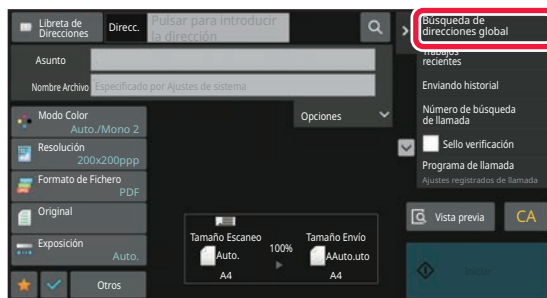 Libreta de
Direcciones
Direcc.
Pulsar para introducir
la dirección
Asunto
Nombre Archivo
Especificado por Ajustes de sistema
Modo Color
Auto./Mono 2
Resolución
200x200ppp
Formato de Fichero
PDF
Original
Exposición
Auto.
Otros
Opciones
Tamaño Escaneo
Auto.
A4
100%
Tamaño Envío
AAuto.uto
A4
Búsqueda de
direcciones global
Trabajos
recientes
Enviando historial
Número de búsqueda
de llamada
Sello verificación
Programa de llamada
Ajustes registrados de llamada
Vista previa
CA